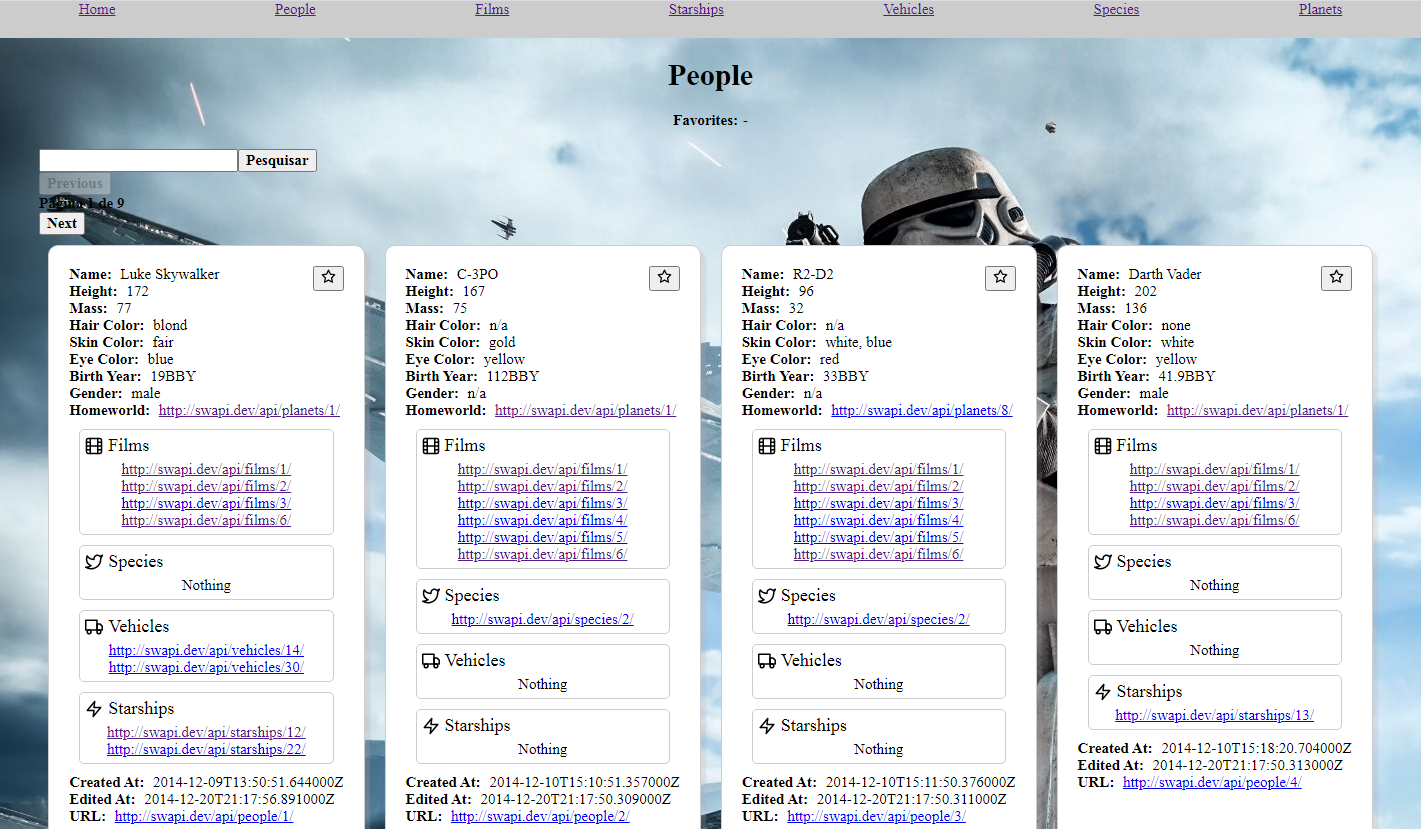 Home People Films Starships Vehicles Species Planets
People
Favorites: -
Pesquisar
Previous
Página 1 de 9
Next
Name: Luke Skywalker
Height: 172
Mass: 77
Hair Color: blond
Skin Color: fair
Eye Color: blue
Birth Year: 19BBY
Gender: male
Homeworld: http://swapi.dev/api/planets/1/
Films
http://swapi.dev/api/films/1/
http://swapi.dev/api/films/2/
http://swapi.dev/api/films/3/
http://swapi.dev/api/films/6/
Species
Nothing
Vehicles
http://swapi.dev/api/vehicles/14/
http://swapi.dev/api/vehicles/30/
Starships
http://swapi.dev/api/starships/12/
http://swapi.dev/api/starships/22/
Created At: 2014-12-09T13:50:51.644000Z
Edited At: 2014-12-20T21:17:56.891000Z
URL: http://swapi.dev/api/people/1/
Name: C-3PO
Height: 167
Mass: 75
Hair Color: n/a
Skin Color: gold
Eye Color: yellow
Birth Year: 112BBY
Gender: n/a
Homeworld: http://swapi.dev/api/planets/1/
Films
http://swapi.dev/api/films/1/
http://swapi.dev/api/films/2/
http://swapi.dev/api/films/3/
http://swapi.dev/api/films/4/
http://swapi.dev/api/films/5/
http://swapi.dev/api/films/6/
Species
http://swapi.dev/api/species/2/
Vehicles
Nothing
Starships
Nothing
Created At: 2014-12-10T15:10:51.357000Z
Edited At: 2014-12-20T21:17:50.309000Z
URL: http://swapi.dev/api/people/2/
Name: R2-D2
Height: 96
Mass: 32
Hair Color: n/a
Skin Color: white, blue
Eye Color: red
Birth Year: 33BBY
Gender: n/a
Homeworld: http://swapi.dev/api/planets/8/
Films
http://swapi.dev/api/films/1/
http://swapi.dev/api/films/2/
http://swapi.dev/api/films/3/
http://swapi.dev/api/films/4/
http://swapi.dev/api/films/5/
http://swapi.dev/api/films/6/
Species
http://swapi.dev/api/species/2/
Vehicles
Nothing
Starships
Nothing
Created At: 2014-12-10T15:11:50.376000Z
Edited At: 2014-12-20T21:17:50.311000Z
URL: http://swapi.dev/api/people/3/
Name: Darth Vader
Height: 202
Mass: 136
Hair Color: none
Skin Color: white
Eye Color: yellow
Birth Year: 41.9BBY
Gender: male
Homeworld: http://swapi.dev/api/planets/1/
Films
http://swapi.dev/api/films/1/
http://swapi.dev/api/films/2/
http://swapi.dev/api/films/3/
http://swapi.dev/api/films/6/
Species
Nothing
Vehicles
Nothing
Starships
http://swapi.dev/api/starships/13/
Created At: 2014-12-10T15:18:20.704000Z
Edited At: 2014-12-20T21:17:50.313000Z
URL: http://swapi.dev/api/people/4/